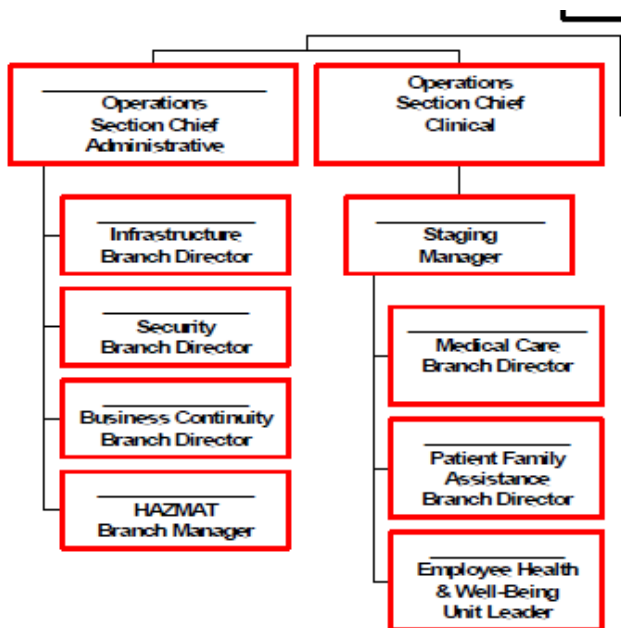 Operations
Section Chief
Administrative
Operations
Section Chief
Clinical
Infrastructure
Branch Director
Security
Branch Director
Business Continuity
Branch Director
HAZMAT
Branch Manager
Staging
Manager
Medical Care
Branch Director
Patient Family
Assistance
Branch Director
Employee Health
& Well-Being
Unit Leader